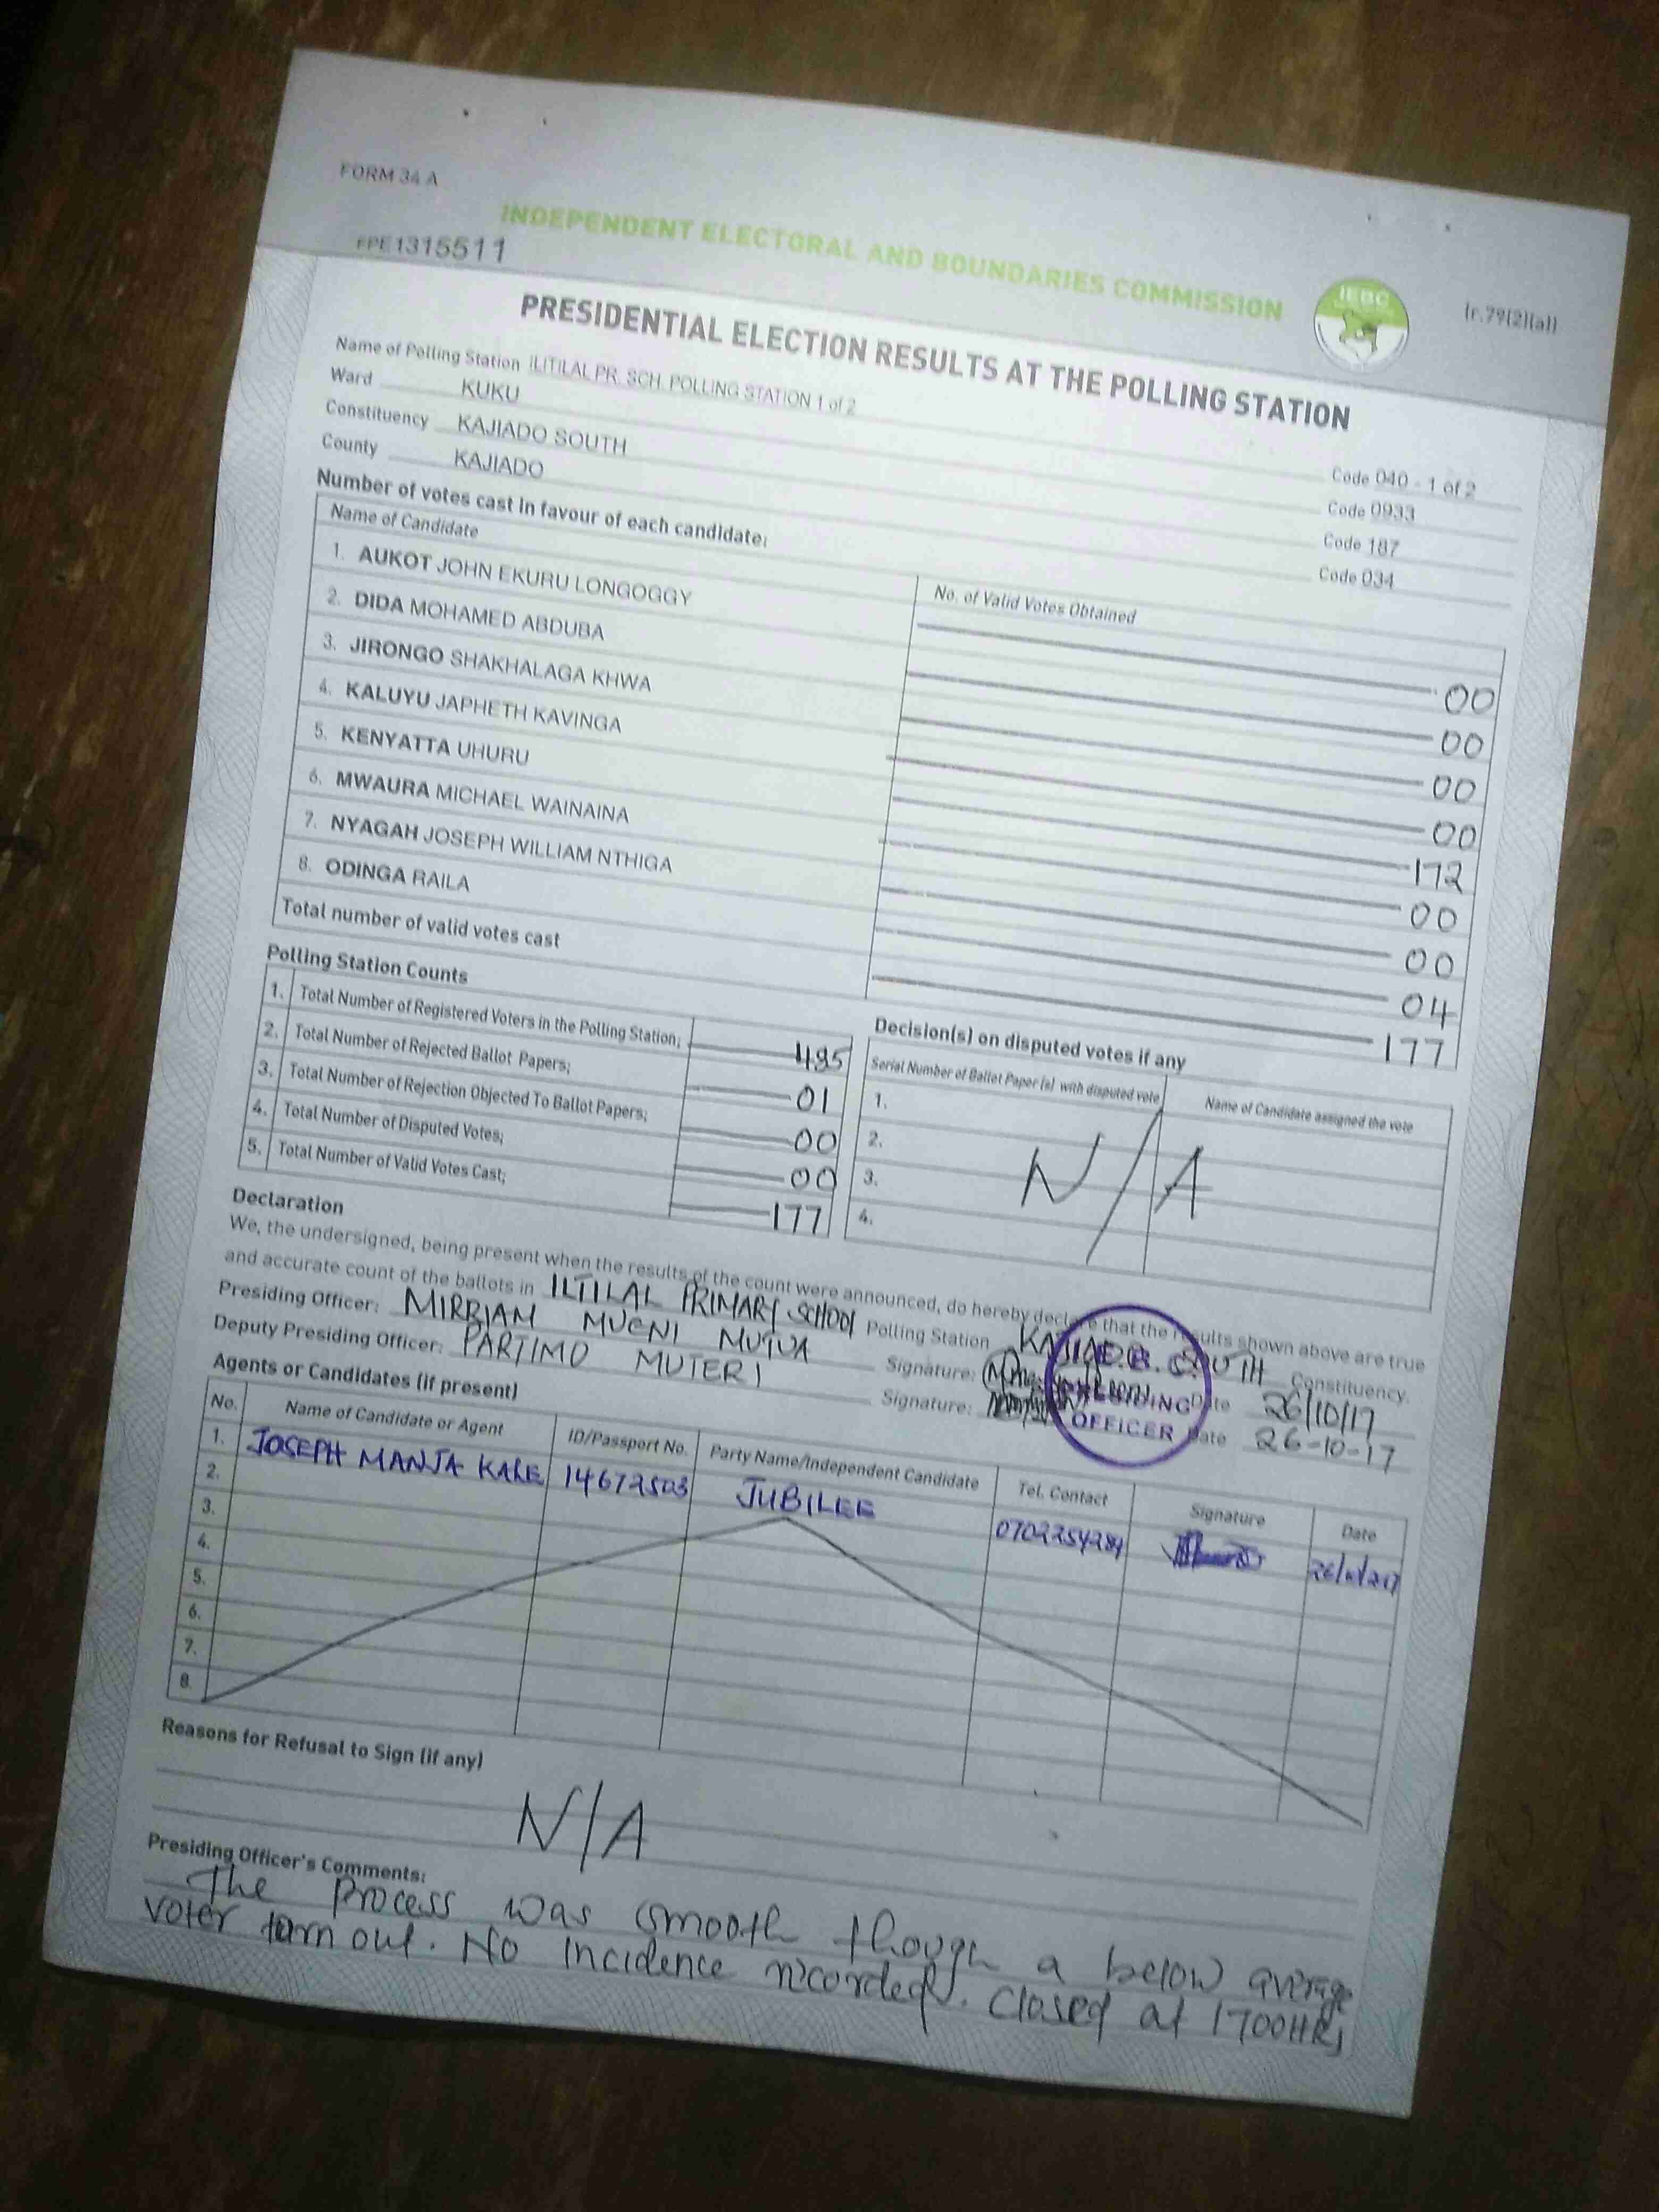 FORM 34 A
INDEPENDENT ELECTORAL AND BOUNDARIES COMMISSION
IEBC
(r.79(2)(a))
FPE1315511
PRESIDENTIAL ELECTION RESULTS AT THE POLLING STATION
Name of Polling Station ILITILAL PR. SCH. POLLING STATION 1 of 2 Code 040 - 1 of 2
Ward KUKU Code 0933
Constituency KAJIADO SOUTH Code 187
County KAJIADO Code 034
Number of votes cast in favour of each candidate:
Name of Candidate No. of Valid Votes Obtained
1. AUKOT JOHN EKURU LONGOGGY 00
2. DIDA MOHAMED ABDUBA 00
3. JIRONGO SHAKHALAGA KHWA 00
4. KALUYU JAPHETH KAVINGA 00
5. KENYATTA UHURU 172
6. MWAURA MICHAEL WAINAINA 00
7. NYAGAH JOSEPH WILLIAM NTHIGA 00
8. ODINGA RAILA 04
Total number of valid votes cast 177
Polling Station Counts
1. Total Number of Registered Voters in the Polling Station; 495
2. Total Number of Rejected Ballot Papers; 01
3. Total Number of Rejection Objected To Ballot Papers; 00
4. Total Number of Disputed Votes; 00
5. Total Number of Valid Votes Cast; 177
Decision(s) on disputed votes if any
Serial Number of Ballot Paper (s) with disputed vote Name of Candidate assigned the vote
1.
2.
3.
4.
N/A
Declaration
We, the undersigned, being present when the results of the count were announced, do hereby declare that the results shown above are true
and accurate count of the ballots in ILTILAL PRIMARY SCHOOL Polling Station KAJIADO SOUTH Constituency.
Presiding Officer: MIRRIAM MUENI MUTUA Signature: Date 26/10/17
Deputy Presiding Officer: PARTIMO MUTERI Signature: Date 26-10-17
PRESIDING
OFFICER
Agents or Candidates (if present)
No. Name of Candidate or Agent ID/Passport No. Party Name/Independent Candidate Tel. Contact Signature Date
1. JOSEPH MANJA KALE 14672503 JUBILEE 0702254284
2.
3.
4.
5.
6.
7.
8.
Reasons for Refusal to Sign (if any)
N/A
Presiding Officer's Comments:
The process was smooth though a below average
voter turn out. No incidence recorded. Closed at 1700HRS